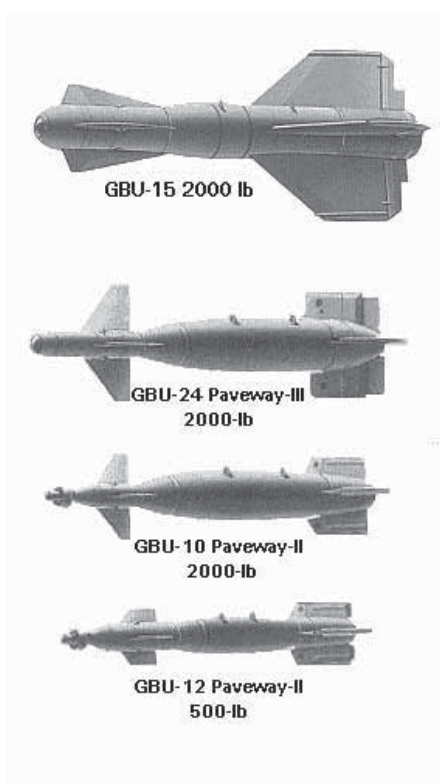 GBU-15 2000 lb
GBU-24 Paveway-III
2000-lb
GBU-10 Paveway-II
2000-lb
GBU-12 Paveway-II
500-lb